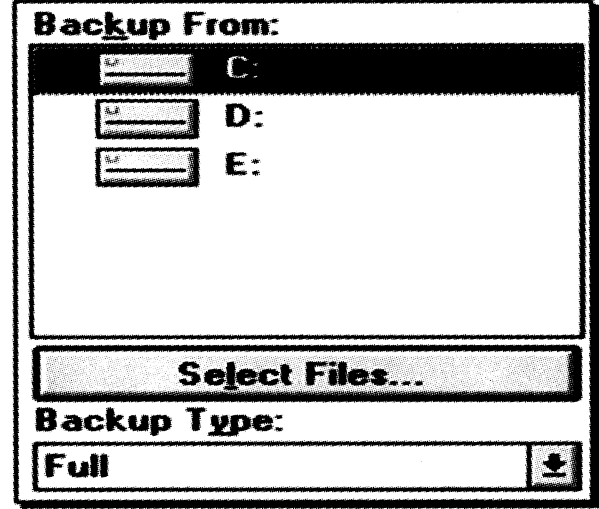 Backup From:
C:
D:
E:
Select Files...
Backup Type:
Full